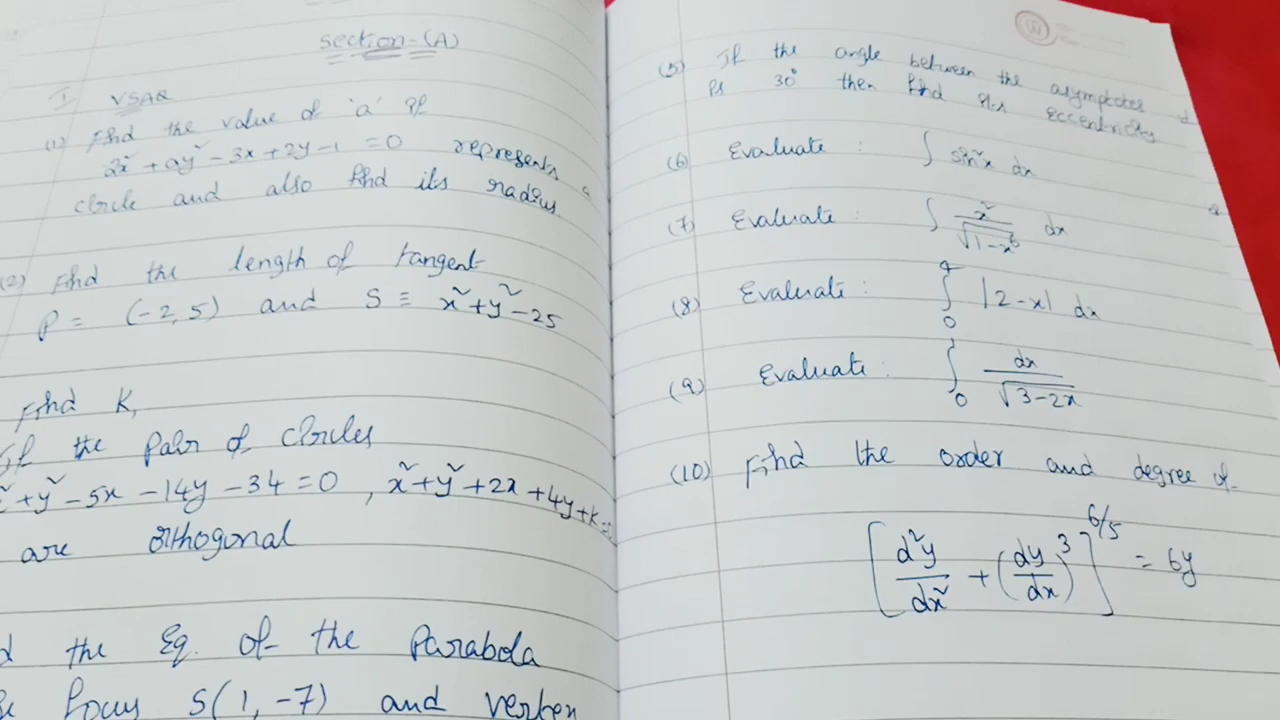 Section-(A)
I VSAQ
(1) Find the value of 'a' if
2x² + ay² - 3x + 2y - 1 = 0 represents a
circle and also find its radius.
(2) Find the length of tangent
P = (-2, 5) and S ≡ x² + y² - 25
Find K,
If the pair of circles
x² + y² - 5x - 14y - 34 = 0 , x² + y² + 2x + 4y + K =
are orthogonal
the Eq. of the Parabola
focus S(1, -7) and vertex
(5) If the angle between the asymptotes
is 30° then find its eccentricity
(6) Evaluate : ∫ sin²x dx
(7) Evaluate : ∫ x²/√(1-x⁶) dx
(8) Evaluate : ∫₀⁴ |2-x| dx
(9) Evaluate : ∫₀¹ dx/√(3-2x)
(10) Find the order and degree of
[d²y/dx² + (dy/dx)³]^(6/5) = 6y